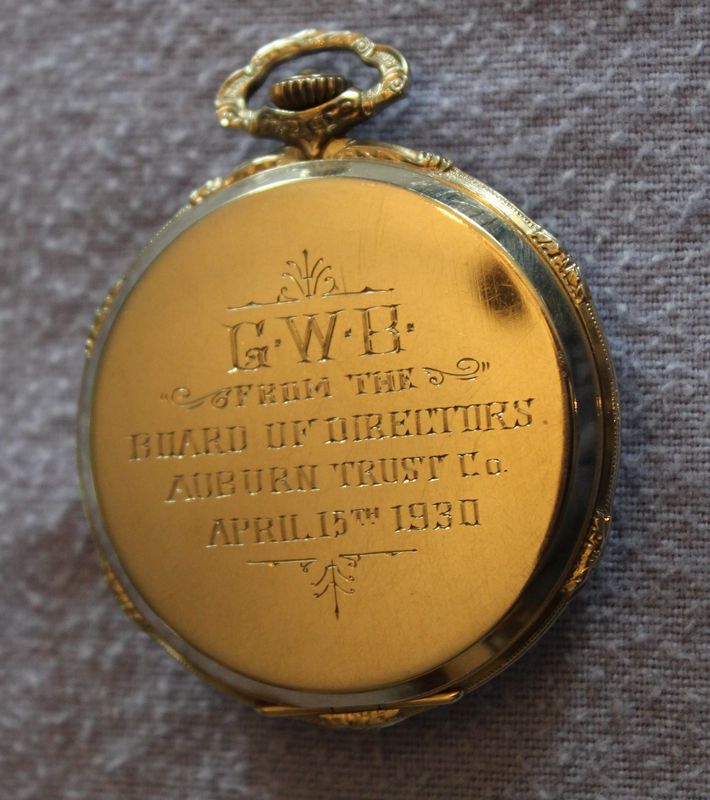 G·W·B·
FROM THE
BOARD OF DIRECTORS
AUBURN TRUST Co.
APRIL 15TH 1930